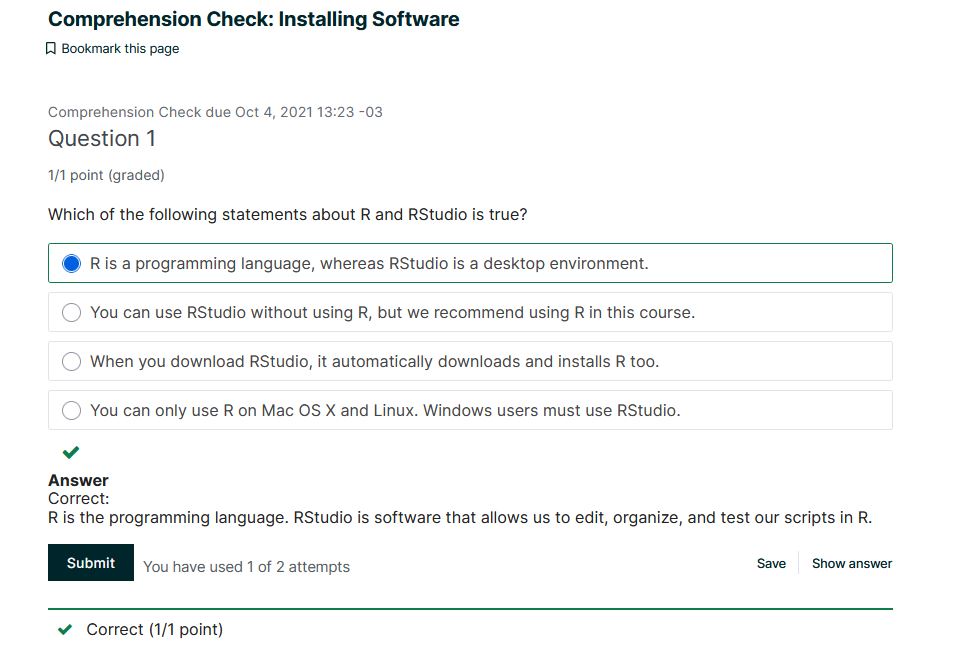 Comprehension Check: Installing Software
Bookmark this page
Comprehension Check due Oct 4, 2021 13:23 -03
Question 1
1/1 point (graded)
Which of the following statements about R and RStudio is true?
R is a programming language, whereas RStudio is a desktop environment.
You can use RStudio without using R, but we recommend using R in this course.
When you download RStudio, it automatically downloads and installs R too.
You can only use R on Mac OS X and Linux. Windows users must use RStudio.
Answer
Correct:
R is the programming language. RStudio is software that allows us to edit, organize, and test our scripts in R.
Submit You have used 1 of 2 attempts Save Show answer
Correct (1/1 point)